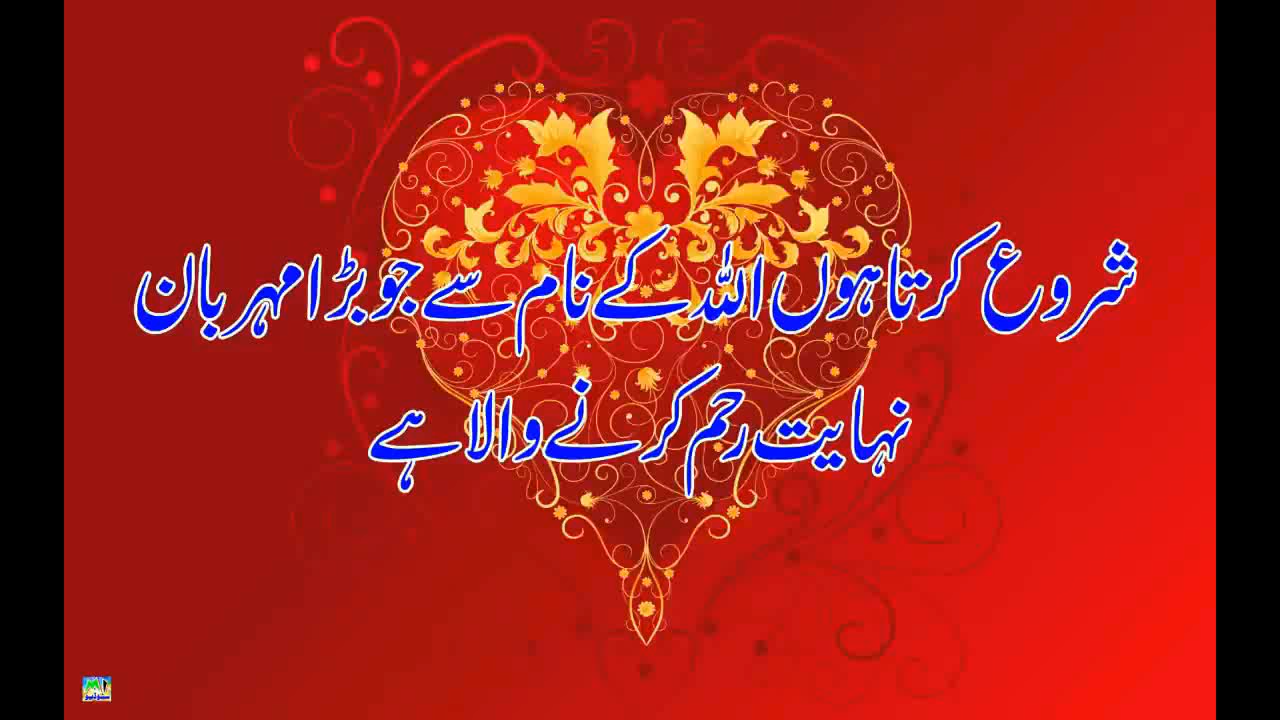 شروع کرتا ہوں اللہ کے نام سے جو بڑا مہربان
نہایت رحم کرنے والا ہے